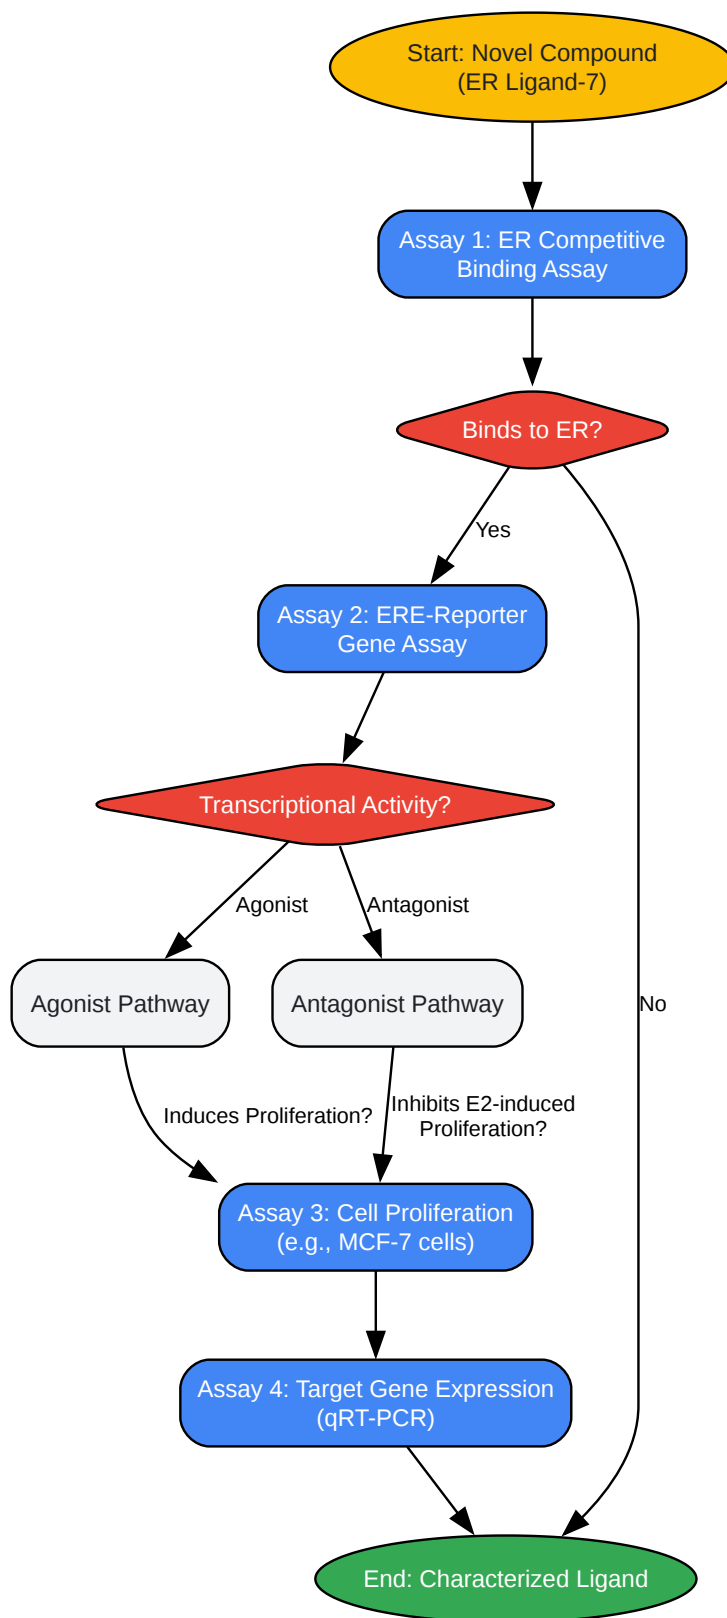 Start: Novel Compound
(ER Ligand-7)
Assay 1: ER Competitive
Binding Assay
Binds to ER?
Yes
Assay 2: ERE-Reporter
Gene Assay
Transcriptional Activity?
Agonist
Antagonist
Agonist Pathway
Antagonist Pathway
No
Induces Proliferation?
Inhibits E2-induced
Proliferation?
Assay 3: Cell Proliferation
(e.g., MCF-7 cells)
Assay 4: Target Gene Expression
(qRT-PCR)
End: Characterized Ligand